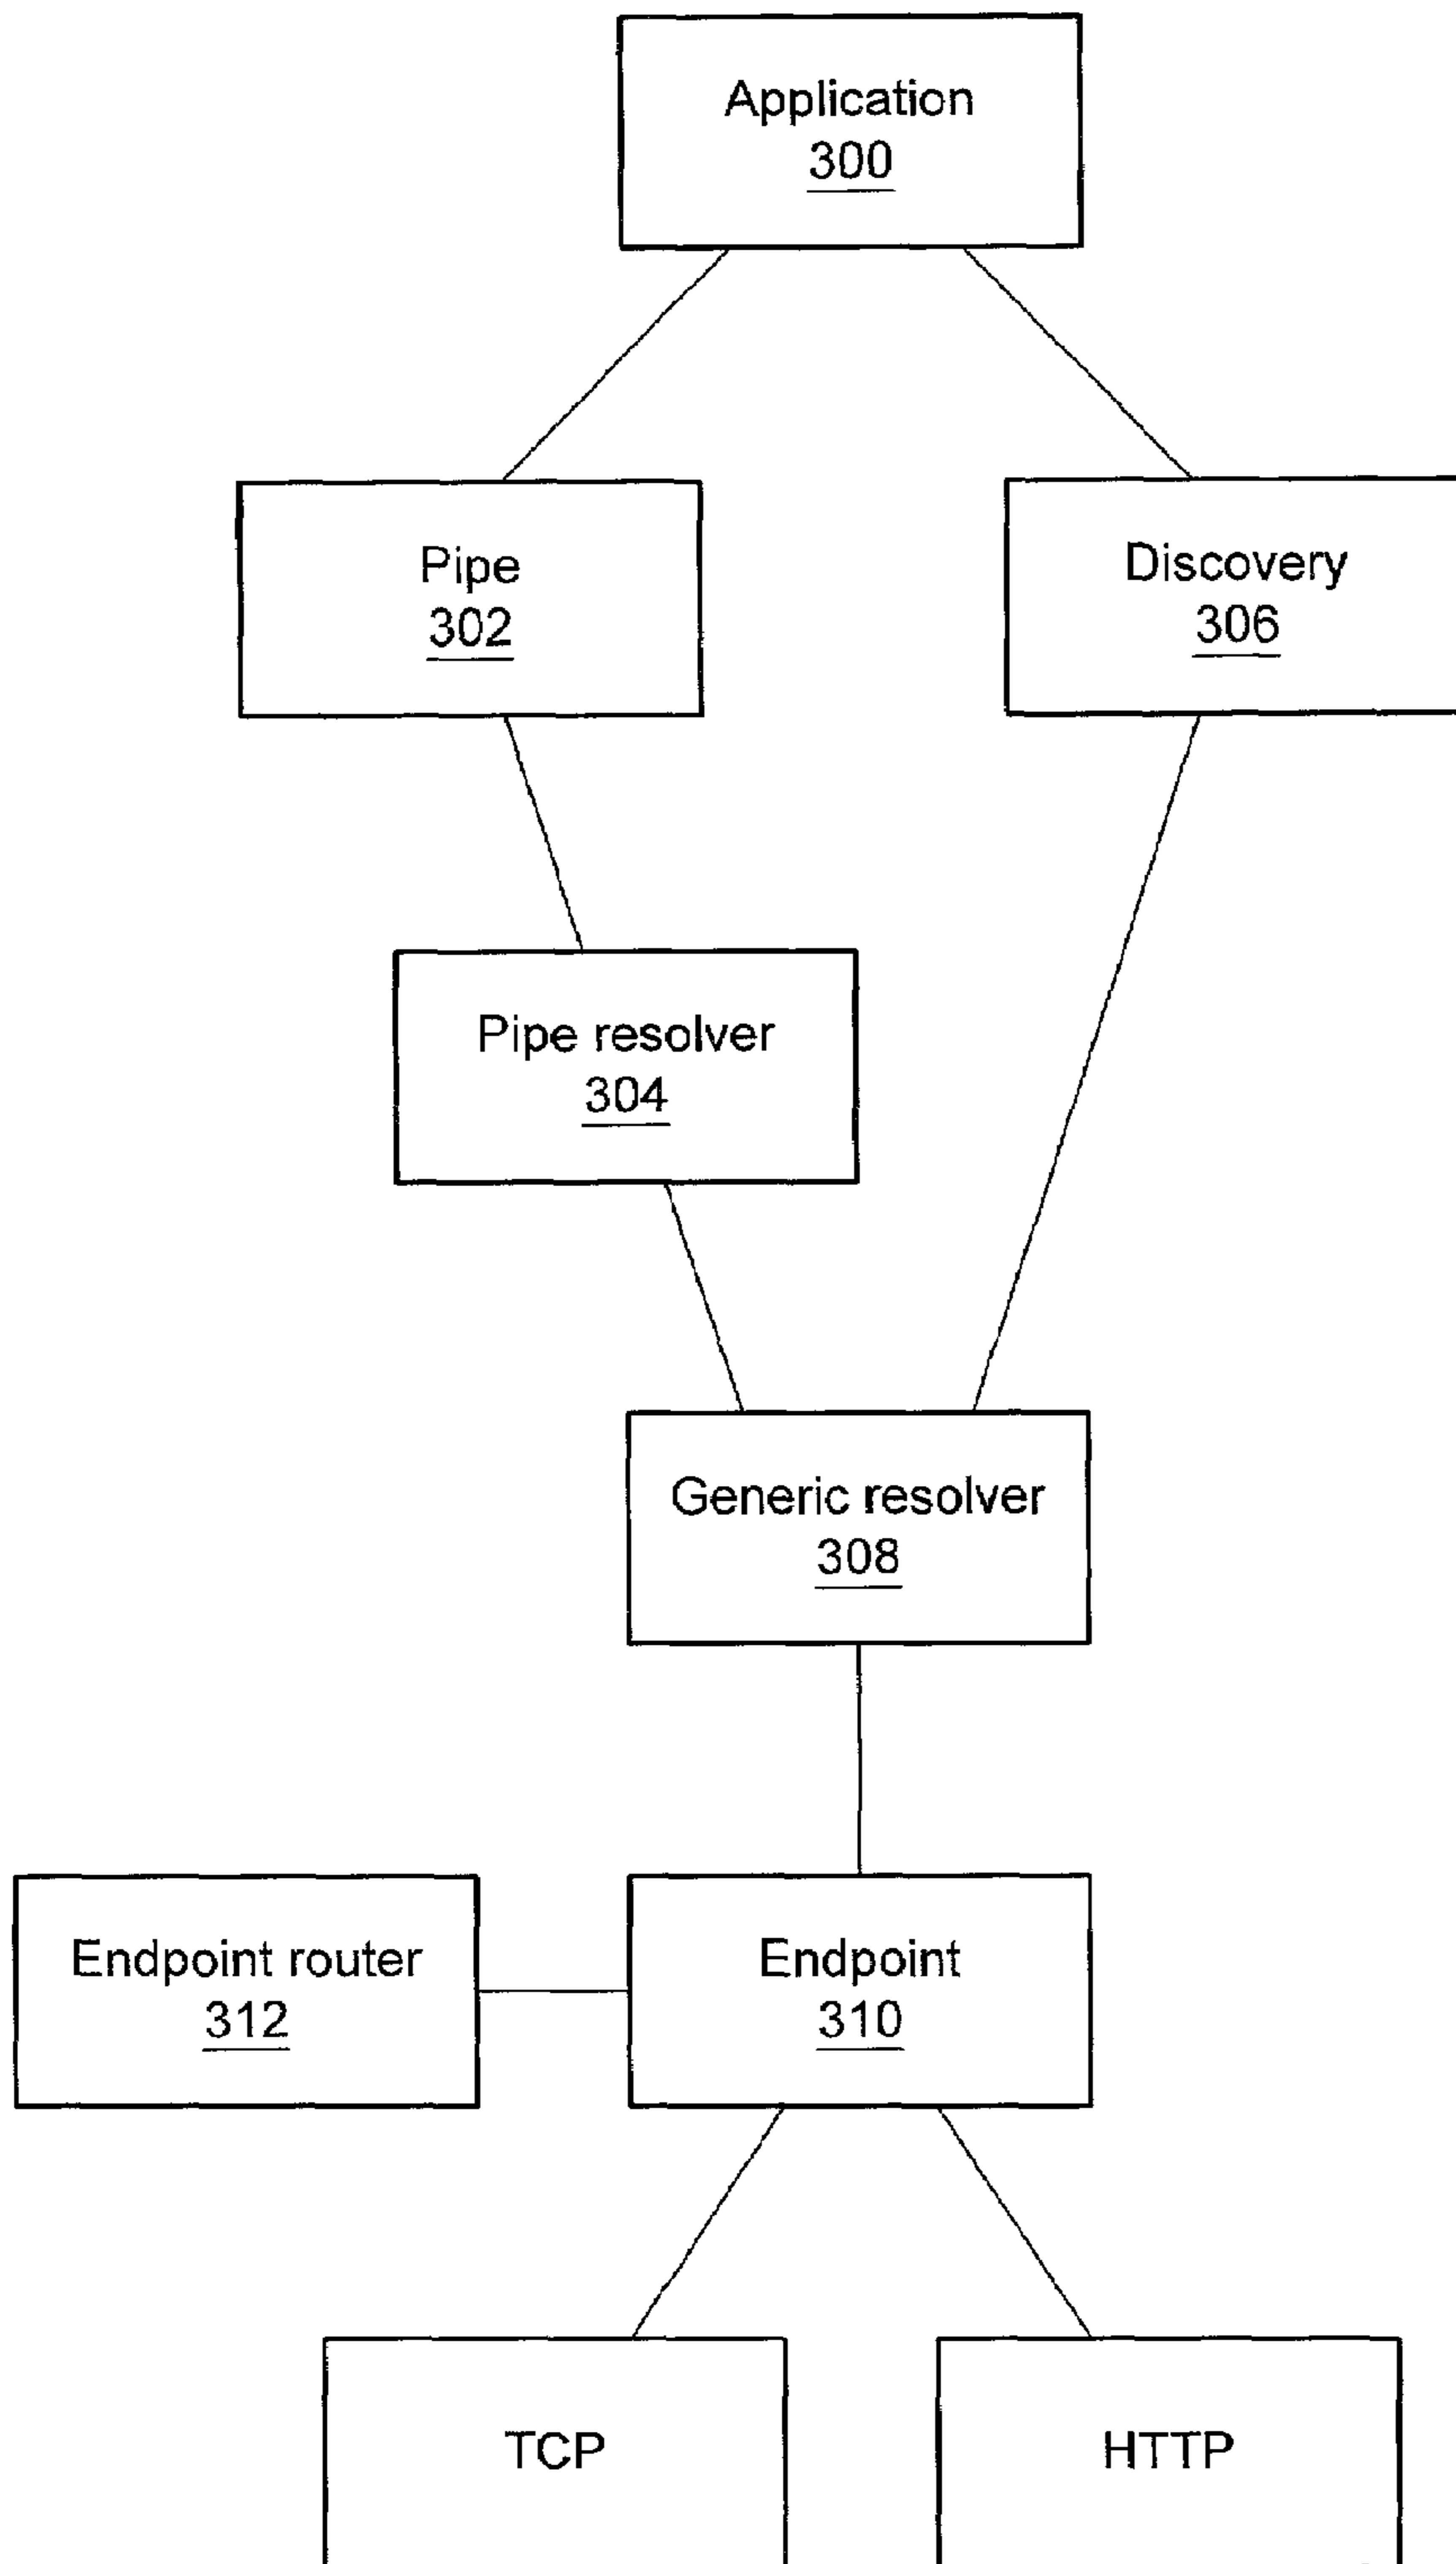 Application
300
Pipe
302
Discovery
306
Pipe resolver
304
Generic resolver
308
Endpoint router
312
Endpoint
310
TCP
HTTP